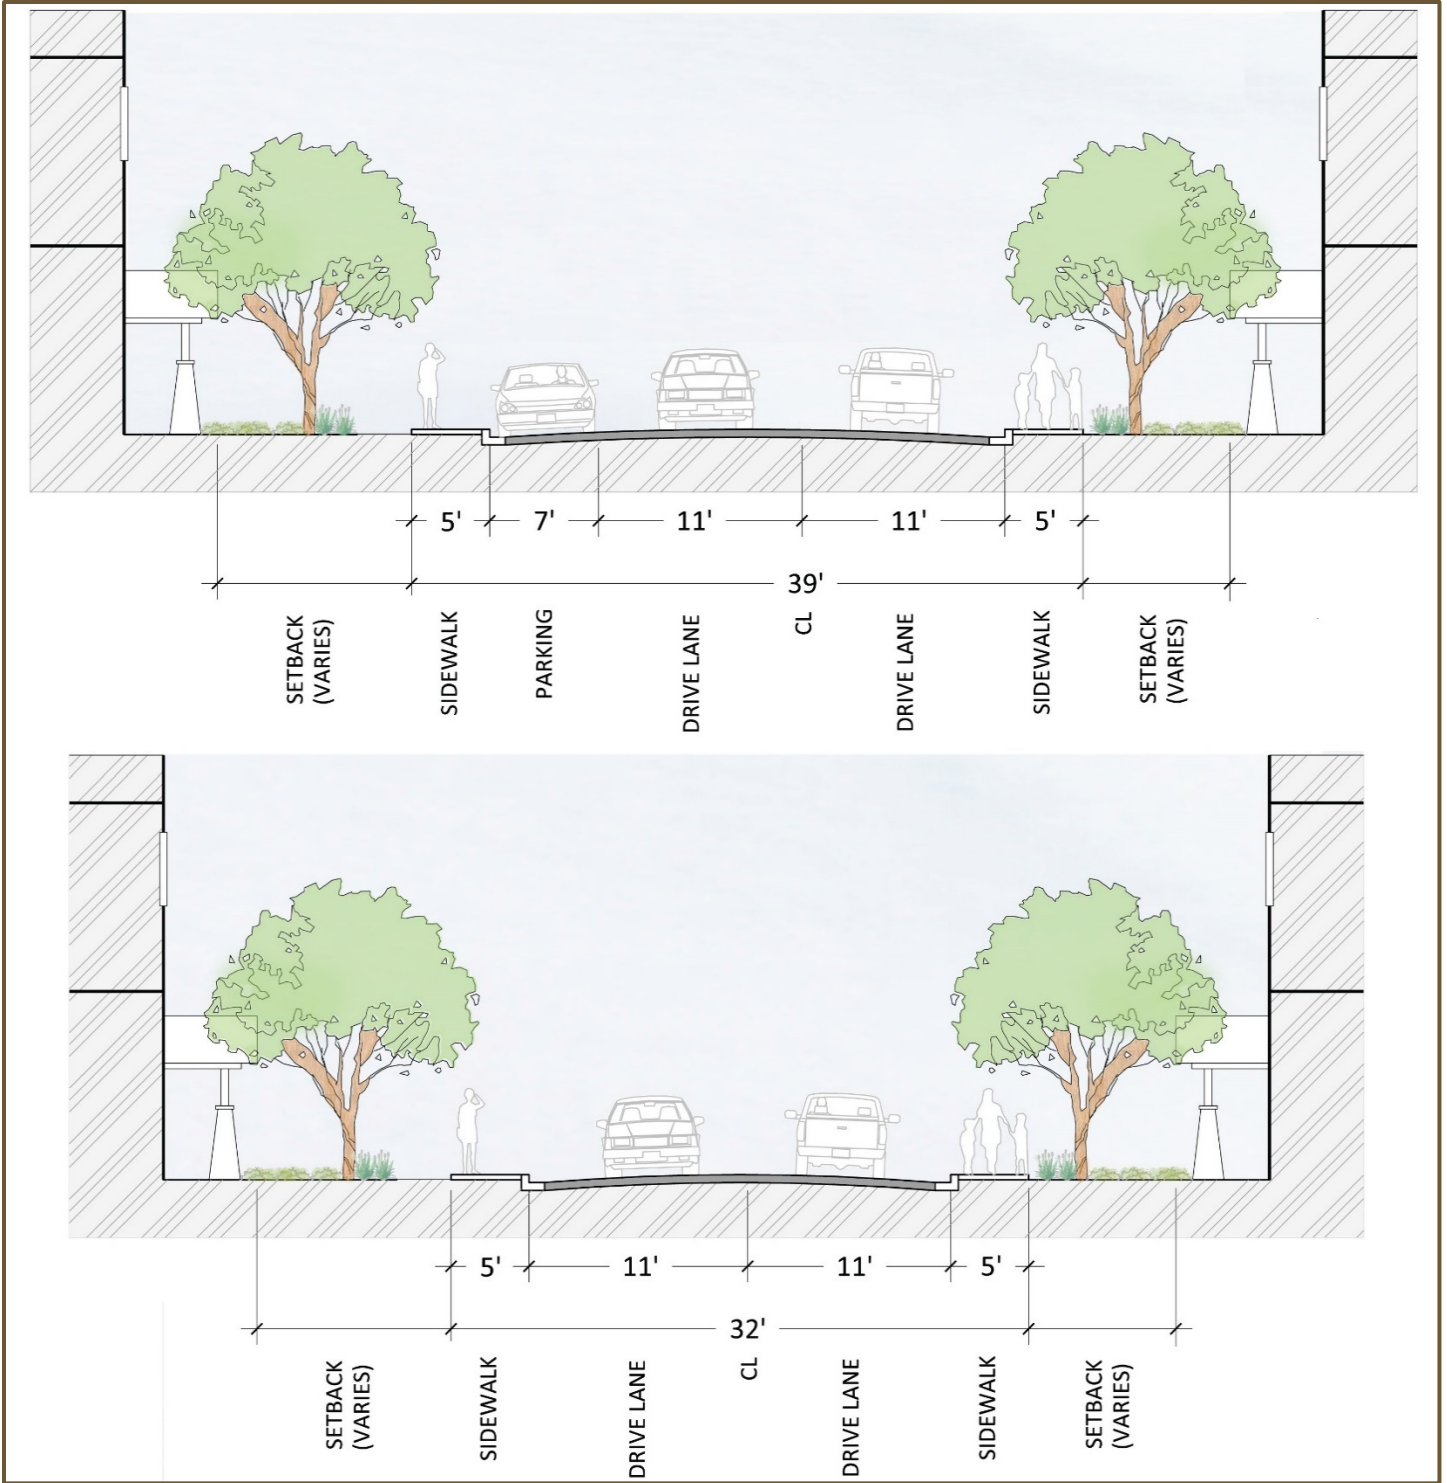 5' 7' 11' 11' 5'
39'
SETBACK
(VARIES)
SIDEWALK
PARKING
DRIVE LANE
CL
DRIVE LANE
SIDEWALK
SETBACK
(VARIES)
5' 11' 11' 5'
32'
SETBACK
(VARIES)
SIDEWALK
DRIVE LANE
CL
DRIVE LANE
SIDEWALK
SETBACK
(VARIES)